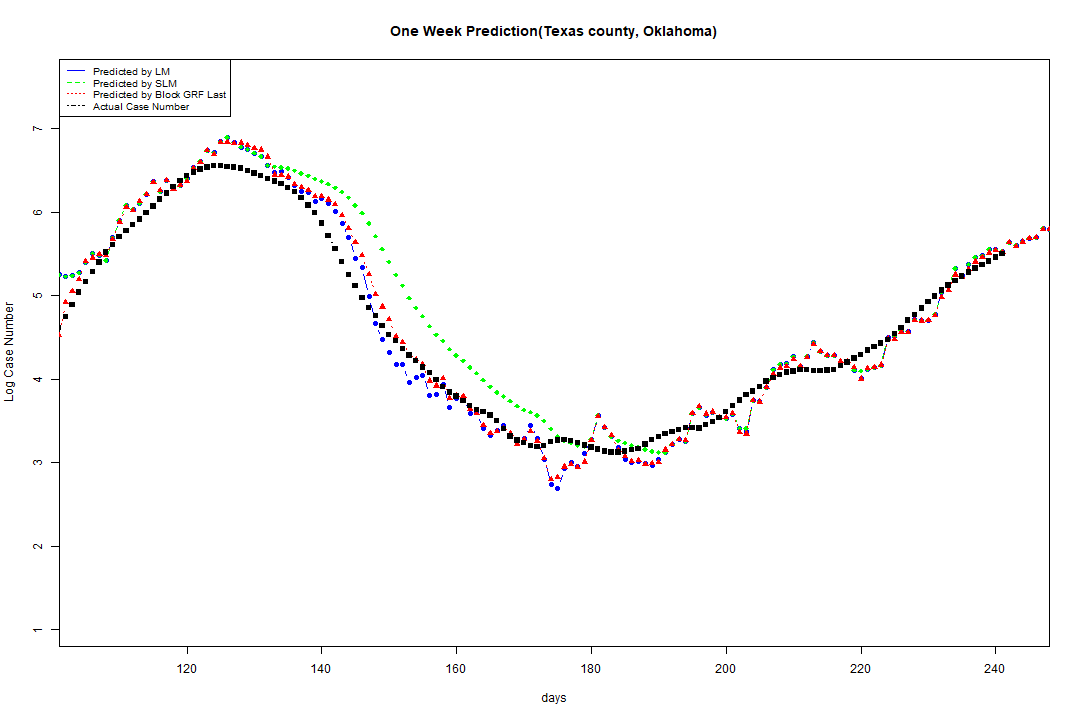 One Week Prediction(Texas county, Oklahoma)
Predicted by LM
Predicted by SLM
Predicted by Block GRF Last
Actual Case Number
7
6
5
4
3
2
1
Log Case Number
120 140 160 180 200 220 240
days